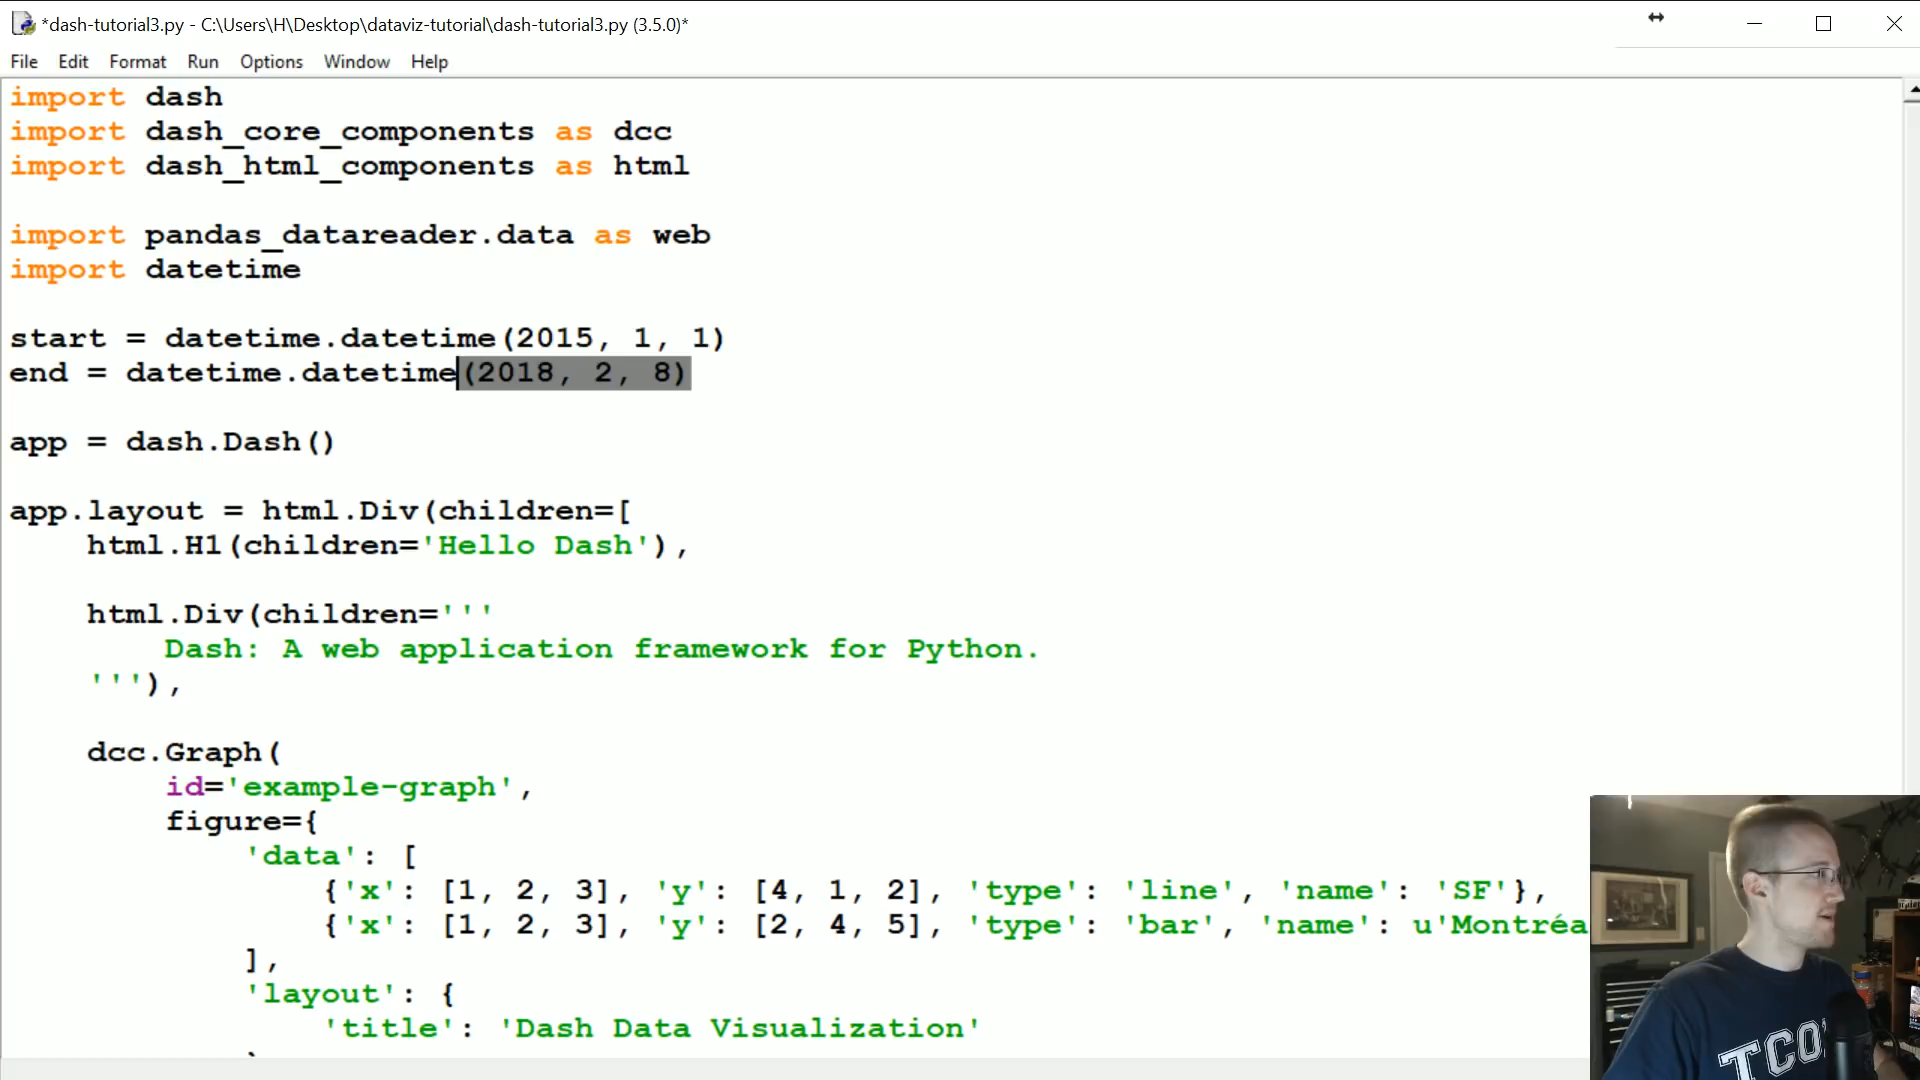 *dash-tutorial3.py - C:\Users\H\Desktop\dataviz-tutorial\dash-tutorial3.py (3.5.0)*
File Edit Format Run Options Window Help
import dash
import dash_core_components as dcc
import dash_html_components as html
import pandas_datareader.data as web
import datetime
start = datetime.datetime(2015, 1, 1)
end = datetime.datetime(2018, 2, 8)
app = dash.Dash()
app.layout = html.Div(children=[
html.H1(children='Hello Dash'),
html.Div(children='''
Dash: A web application framework for Python.
'''),
dcc.Graph(
id='example-graph',
figure={
'data': [
{'x': [1, 2, 3], 'y': [4, 1, 2], 'type': 'line', 'name': 'SF'},
{'x': [1, 2, 3], 'y': [2, 4, 5], 'type': 'bar', 'name': u'Montréa
],
'layout': {
'title': 'Dash Data Visualization'